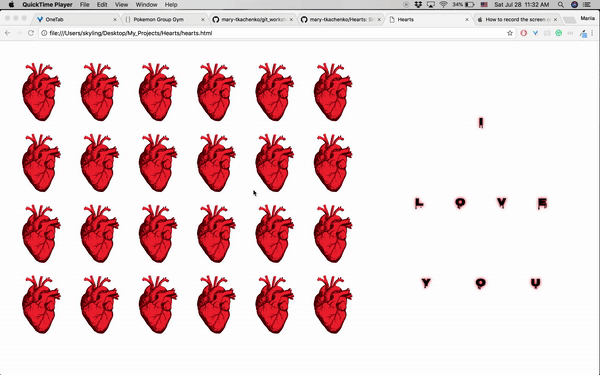 QuickTime Player File Edit View Window Help 34% Sat Jul 28 11:32 AM
OneTab Pokemon Group Gym mary-tkachenko/git_works mary-tkachenko/Hearts: Si Hearts How to record the screen o Mariia
file:///Users/skyling/Desktop/My_Projects/Hearts/hearts.html
I
L O V E
Y O U